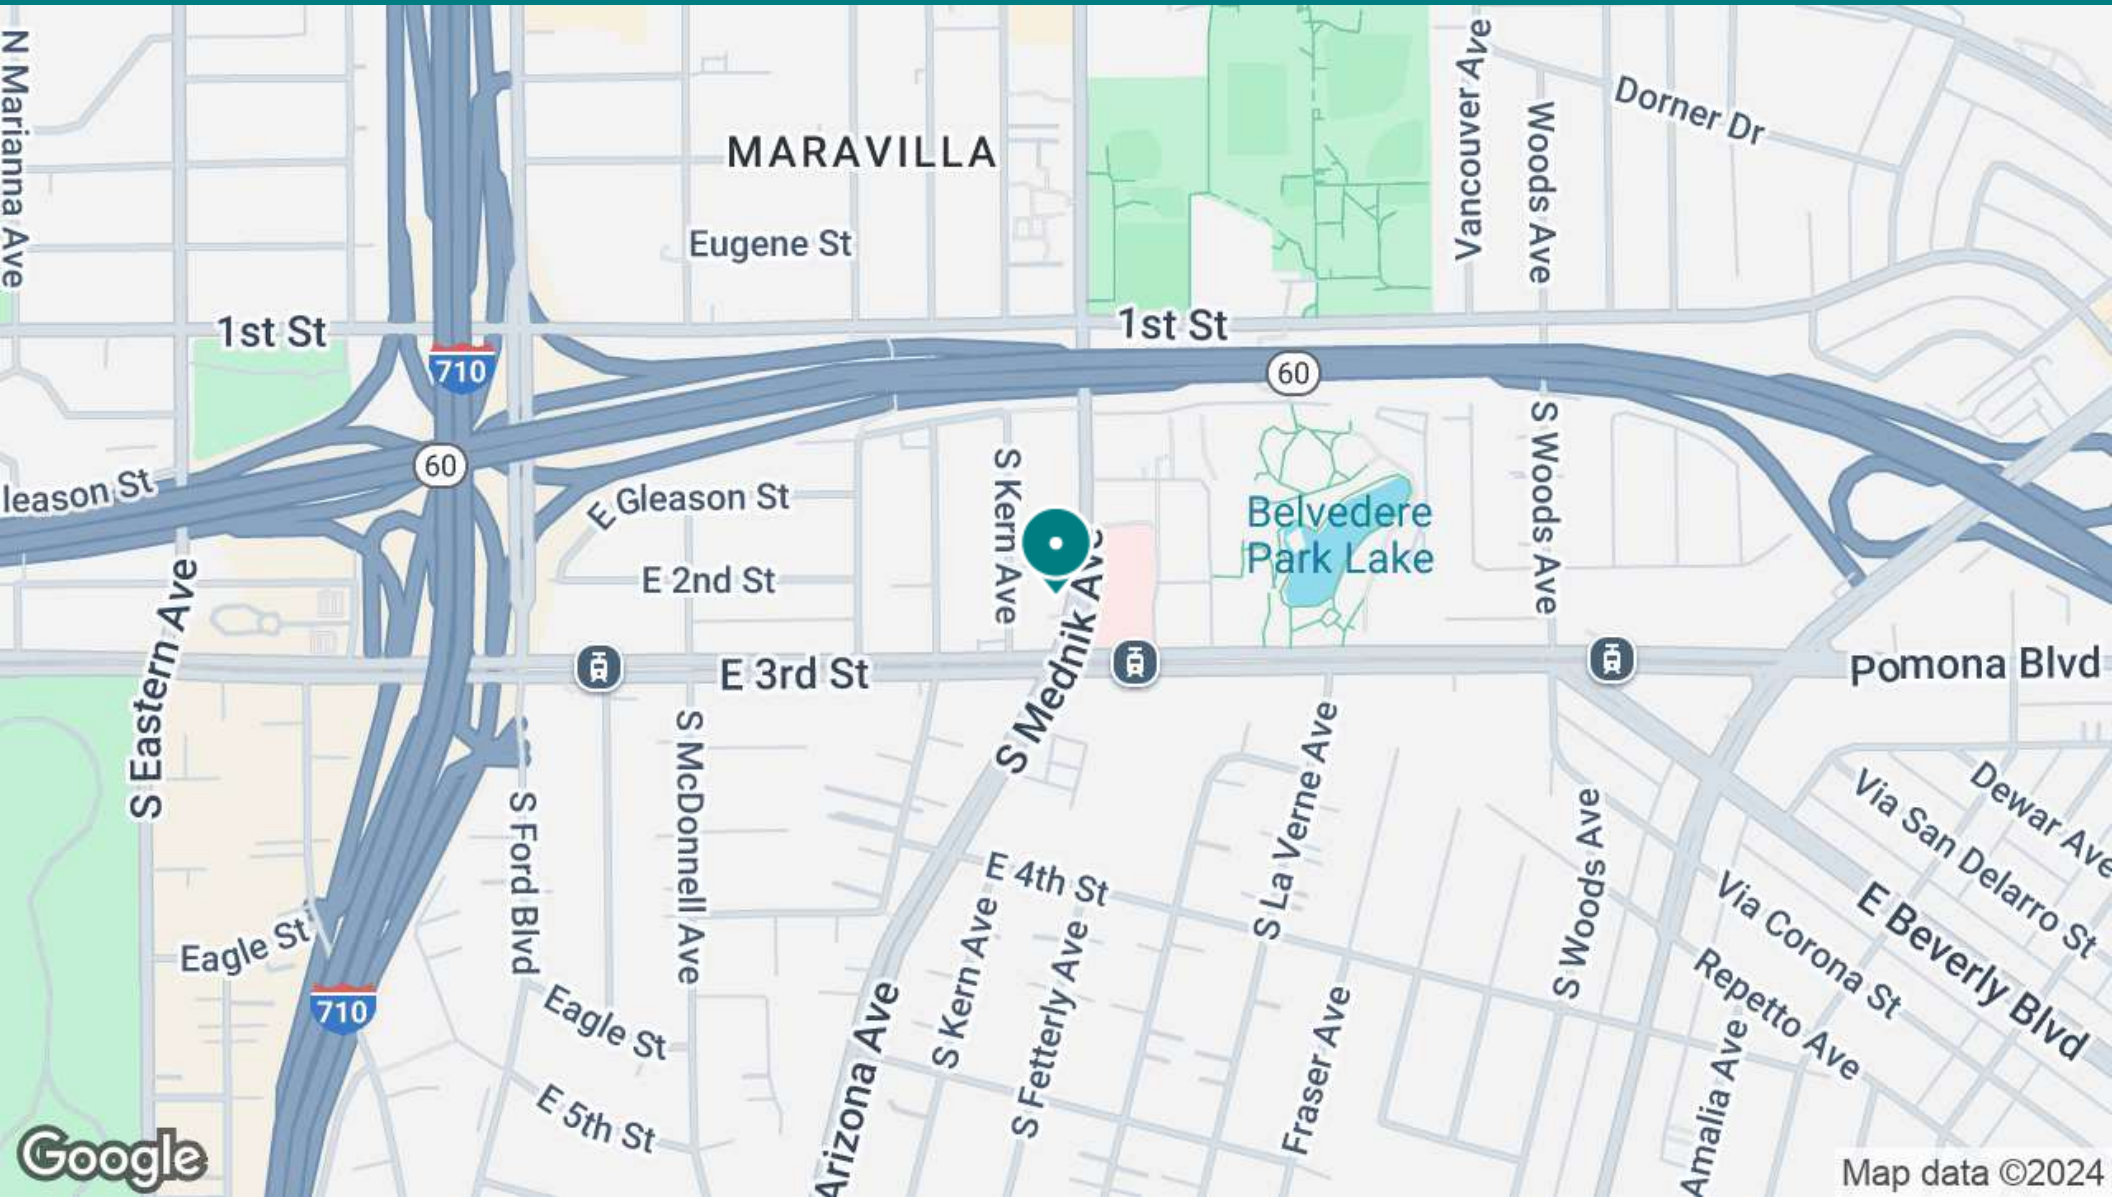 N Marianna Ave
Vancouver Ave
Woods Ave
Dorner Dr
MARAVILLA
Eugene St
1st St
1st St
710
60
60
leason St
E Gleason St
S Kern Ave
S Woods Ave
Belvedere
Park Lake
E 2nd St
S Eastern Ave
S Mednik Ave
E 3rd St
Pomona Blvd
S McDonnell Ave
S Ford Blvd
S La Verne Ave
S Woods Ave
Dewar Ave
Via San Delarro St
E 4th St
Via Corona St
E Beverly Blvd
Eagle St
S Kern Ave
S Fetterly Ave
Repetto Ave
710
Eagle St
Arizona Ave
Fraser Ave
Amalia Ave
E 5th St
Google
Map data ©2024